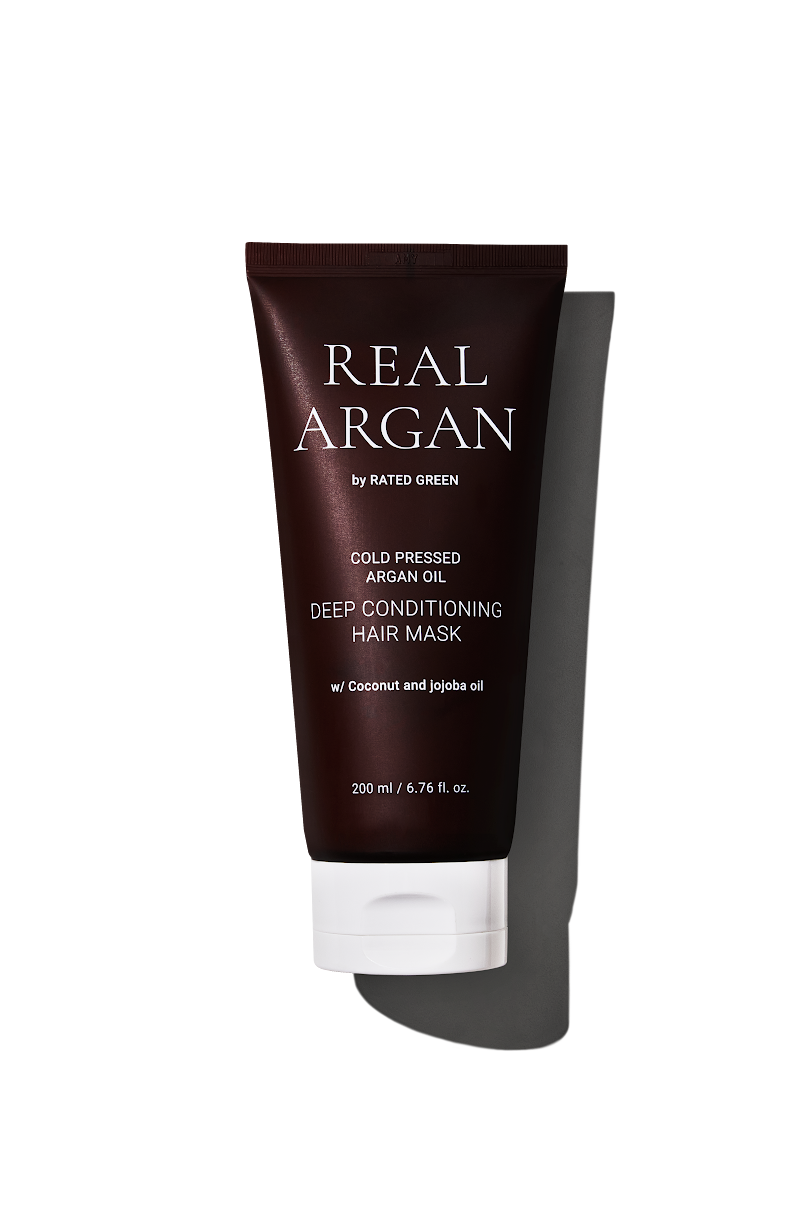 REAL
ARGAN
by RATED GREEN
COLD PRESSED
ARGAN OIL
DEEP CONDITIONING
HAIR MASK
w/ Coconut and jojoba oil
200 ml / 6.76 fl. oz.